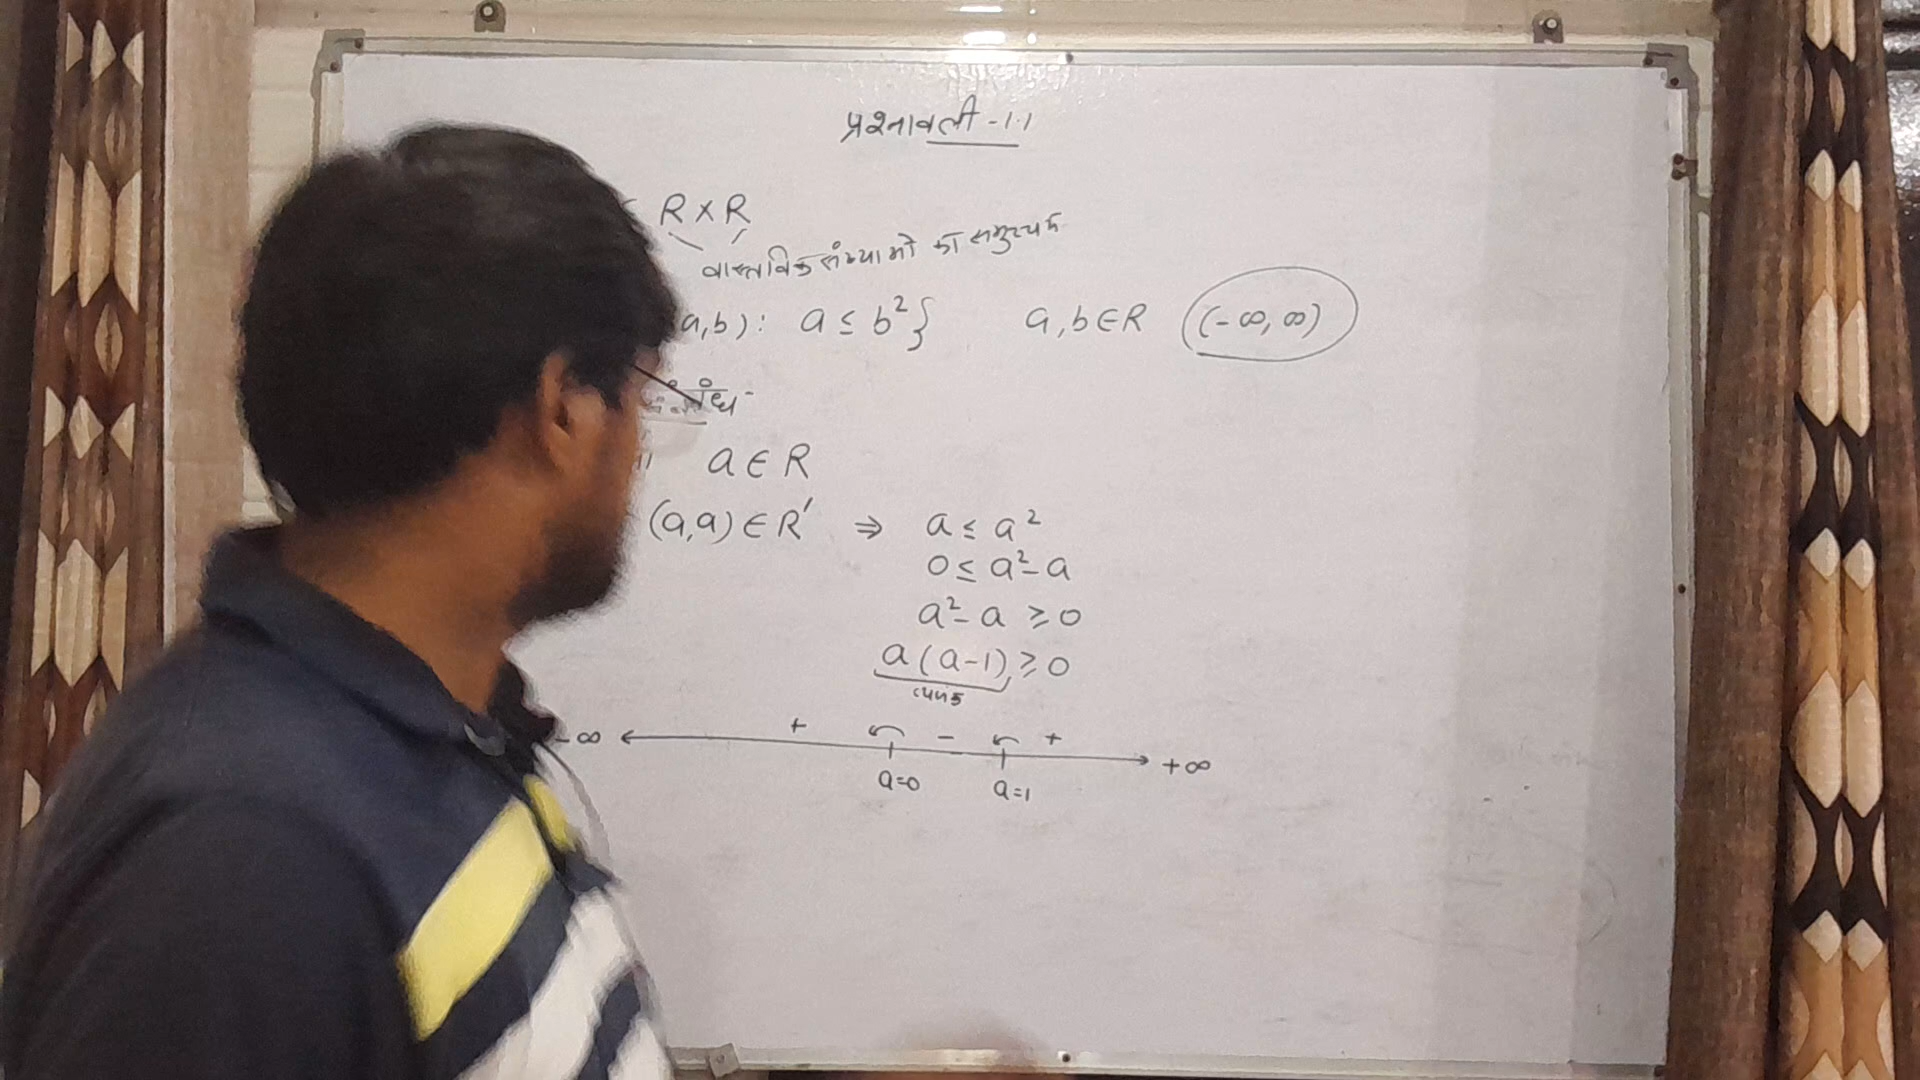 प्रश्नावली - 1.1
R × R
वास्तविक संख्याओ का समुच्चय
a,b): a ≤ b²}     a,b ∈ R     (-∞, ∞)
a ∈ R
(a,a) ∈ R′ ⇒ a ≤ a²
0 ≤ a² - a
a² - a ≥ 0
a(a-1) ≥ 0
-∞ + - + +∞
a=0 a=1